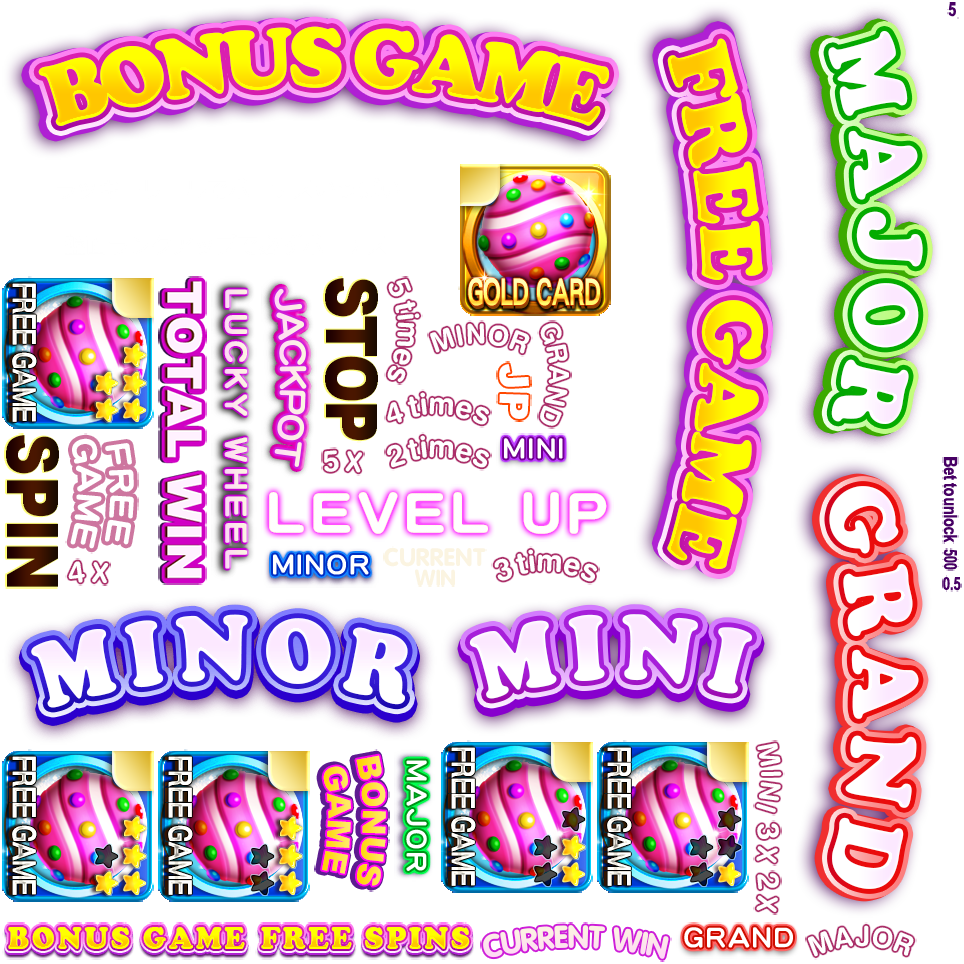 5
BONUS GAME
FREE GAME
MAJOR
GOLD CARD
FREE GAME
TOTAL WIN
LUCKY WHEEL
JACKPOT
STOP
5 times
MINOR
GRAND
JP
4 times
5 X
2 times
MINI
SPIN
FREE
GAME
4 X
LEVEL UP
MINOR
CURRENT
WIN
3 times
Bet to unlock 500
0.5
GRAND
MINOR
MINI
FREE GAME
FREE GAME
BONUS
GAME
MAJOR
FREE GAME
FREE GAME
MINI, 3 X 2 X
BONUS GAME FREE SPINS
CURRENT WIN
GRAND
MAJOR